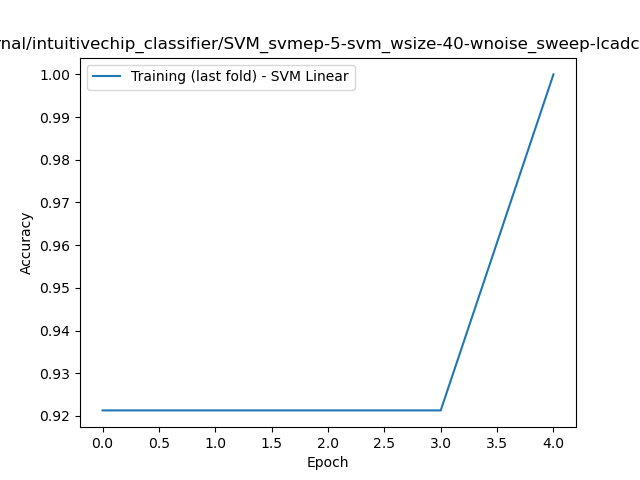 rnal/intuitivechip_classifier/SVM_svmep-5-svm_wsize-40-wnoise_sweep-lcadc
Training (last fold) - SVM Linear
1.00
0.99
0.98
0.97
0.96
0.95
0.94
0.93
0.92
Accuracy
0.0 0.5 1.0 1.5 2.0 2.5 3.0 3.5 4.0
Epoch